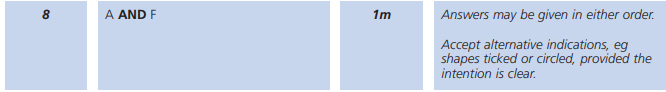 8
A AND F
1m
Answers may be given in either order.
Accept alternative indications, eg
shapes ticked or circled, provided the
intention is clear.